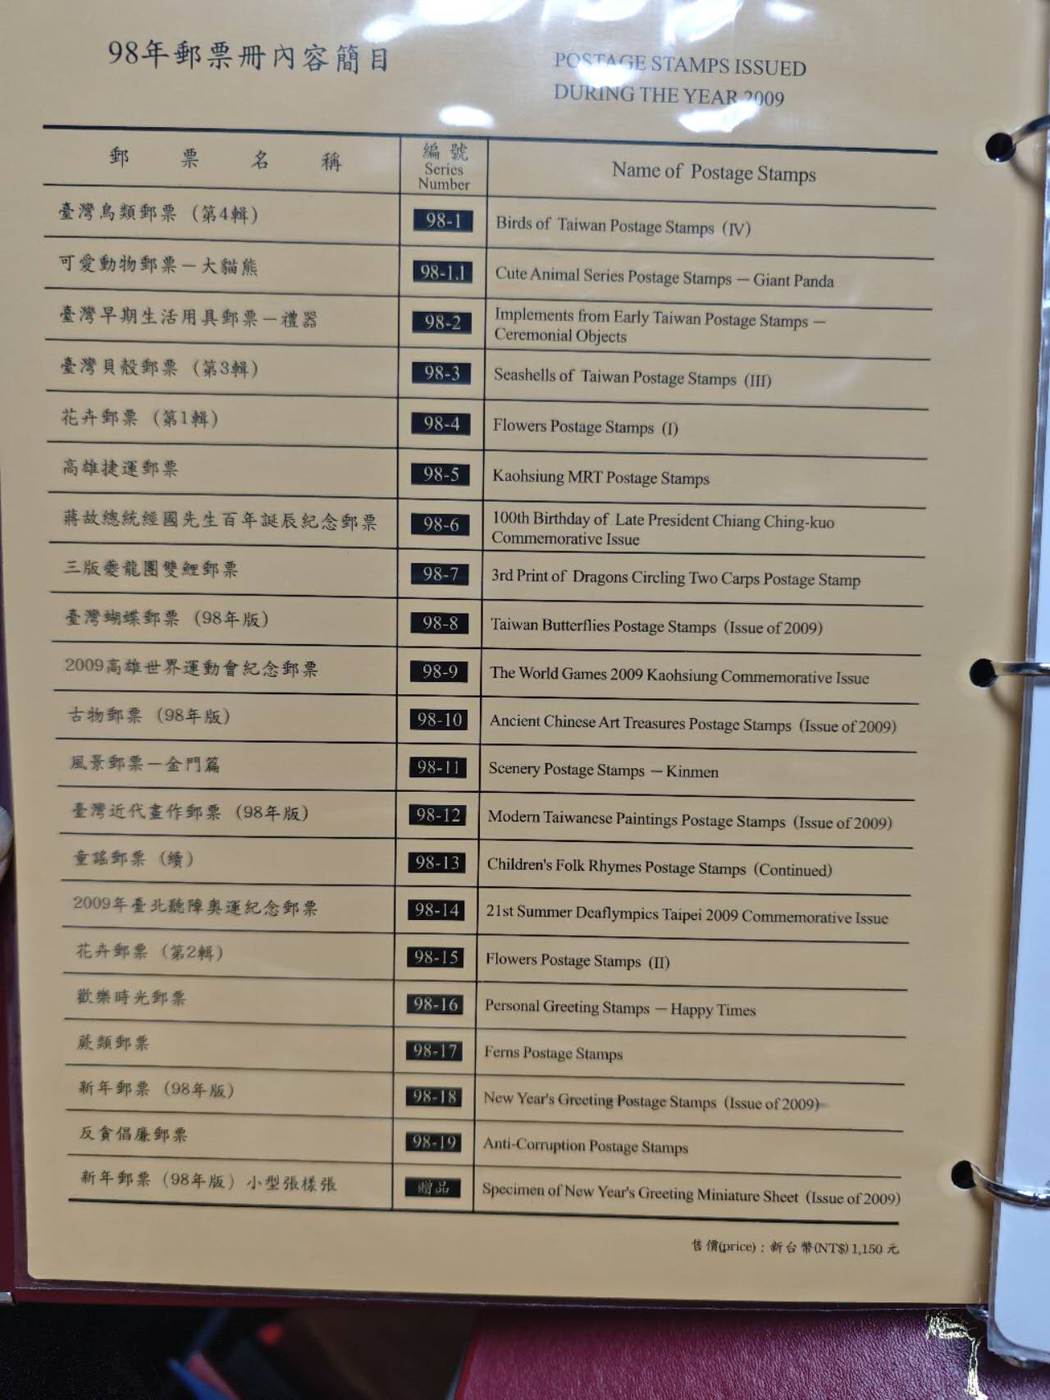 98年郵票冊內容簡目
POSTAGE STAMPS ISSUED
DURING THE YEAR 2009
郵票名稱 編號 Series Number Name of Postage Stamps
臺灣鳥類郵票（第4輯） 98-1 Birds of Taiwan Postage Stamps (IV)
可愛動物郵票－大貓熊 98-1.1 Cute Animal Series Postage Stamps — Giant Panda
臺灣早期生活用具郵票－禮器 98-2 Implements from Early Taiwan Postage Stamps —
Ceremonial Objects
臺灣貝殼郵票（第3輯） 98-3 Seashells of Taiwan Postage Stamps (III)
花卉郵票（第1輯） 98-4 Flowers Postage Stamps (I)
高雄捷運郵票 98-5 Kaohsiung MRT Postage Stamps
蔣故總統經國先生百年誕辰紀念郵票 98-6 100th Birthday of Late President Chiang Ching-kuo
Commemorative Issue
三版夔龍團雙鯉郵票 98-7 3rd Print of Dragons Circling Two Carps Postage Stamp
臺灣蝴蝶郵票（98年版） 98-8 Taiwan Butterflies Postage Stamps (Issue of 2009)
2009高雄世界運動會紀念郵票 98-9 The World Games 2009 Kaohsiung Commemorative Issue
古物郵票（98年版） 98-10 Ancient Chinese Art Treasures Postage Stamps (Issue of 2009)
風景郵票－金門篇 98-11 Scenery Postage Stamps — Kinmen
臺灣近代畫作郵票（98年版） 98-12 Modern Taiwanese Paintings Postage Stamps (Issue of 2009)
童謠郵票（續） 98-13 Children's Folk Rhymes Postage Stamps (Continued)
2009年臺北聽障奧運紀念郵票 98-14 21st Summer Deaflympics Taipei 2009 Commemorative Issue
花卉郵票（第2輯） 98-15 Flowers Postage Stamps (II)
歡樂時光郵票 98-16 Personal Greeting Stamps — Happy Times
蕨類郵票 98-17 Ferns Postage Stamps
新年郵票（98年版） 98-18 New Year's Greeting Postage Stamps (Issue of 2009)
反貪倡廉郵票 98-19 Anti-Corruption Postage Stamps
新年郵票（98年版）小型張樣張 贈品 Specimen of New Year's Greeting Miniature Sheet (Issue of 2009)
售價(price)：新台幣(NT$) 1,150 元